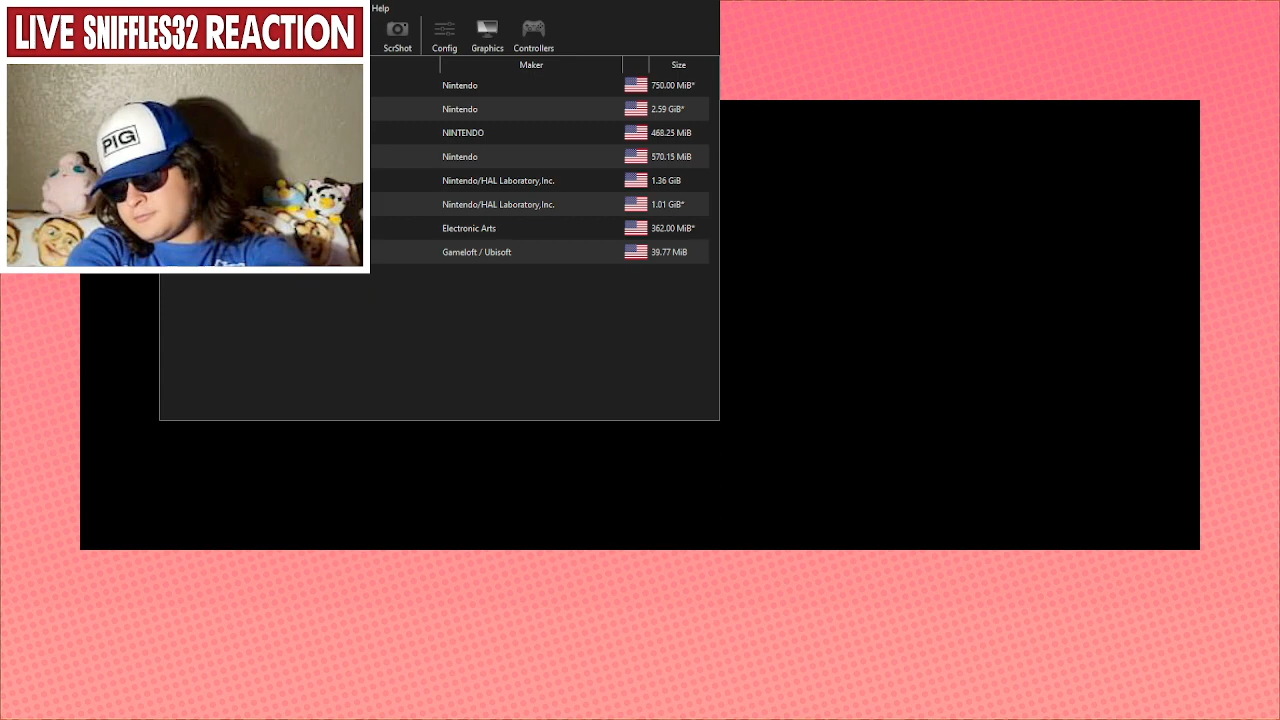 LIVE SNIFFLES32 REACTION
PIG
Help
ScrShot Config Graphics Controllers
Maker Size
Nintendo 750.00 MiB*
Nintendo 2.59 GiB*
NIINTENDO 468.25 MiB
Nintendo 570.15 MiB
Nintendo/HAL Laboratory,Inc. 1.36 GiB
Nintendo/HAL Laboratory,Inc. 1.01 GiB*
Electronic Arts 362.00 MiB*
Gameloft / Ubisoft 39.77 MiB